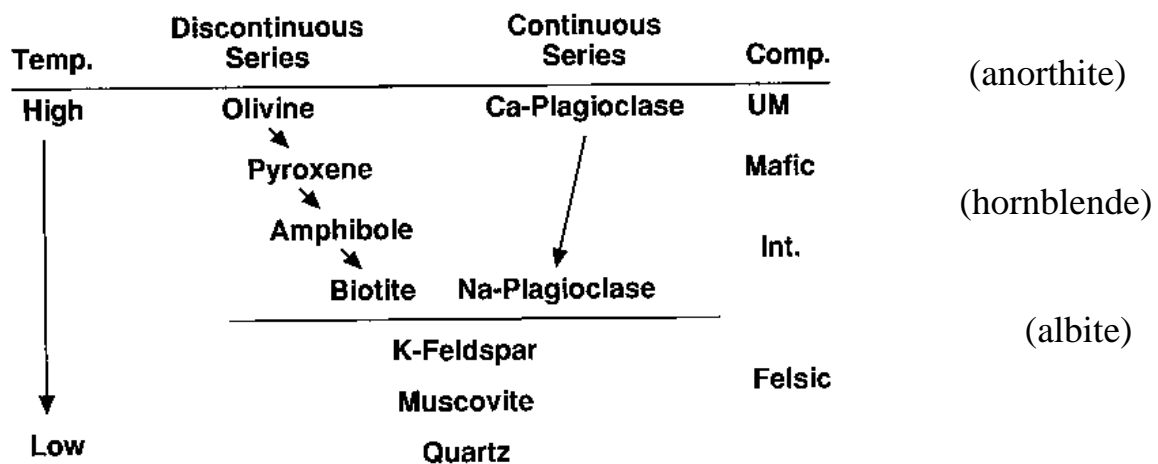 Temp. Discontinuous Series Continuous Series Comp.
(anorthite)
High Olivine Ca-Plagioclase UM
Pyroxene Mafic
(hornblende)
Amphibole Int.
Biotite Na-Plagioclase
(albite)
K-Feldspar
Felsic
Muscovite
Low Quartz